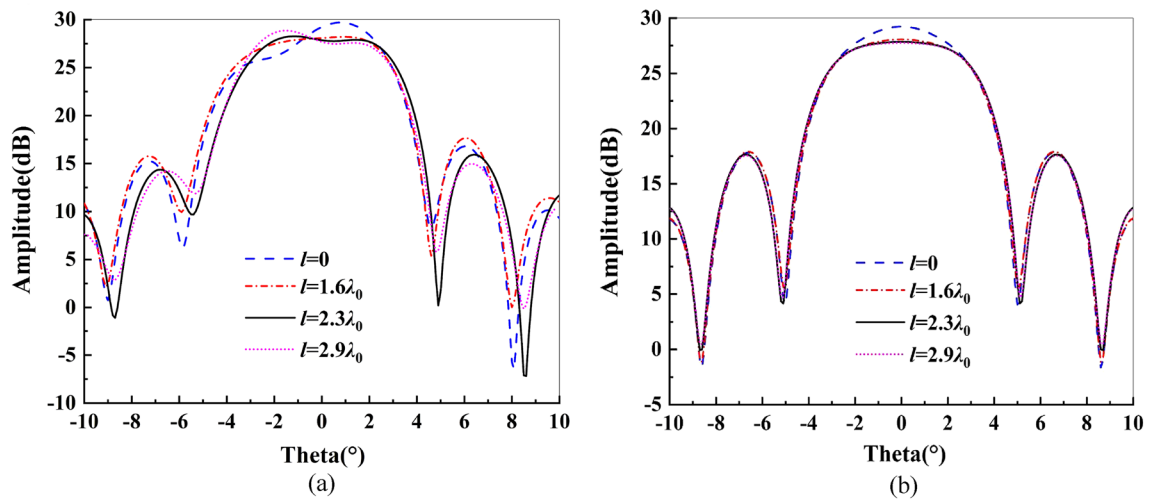 30
25
20
15
10
5
0
-5
-10
Amplitude(dB)
l=0
l=1.6λ0
l=2.3λ0
l=2.9λ0
-10 -8 -6 -4 -2 0 2 4 6 8 10
Theta(°)
(a)
30
25
20
15
10
5
0
-5
Amplitude(dB)
l=0
l=1.6λ0
l=2.3λ0
l=2.9λ0
-10 -8 -6 -4 -2 0 2 4 6 8 10
Theta(°)
(b)